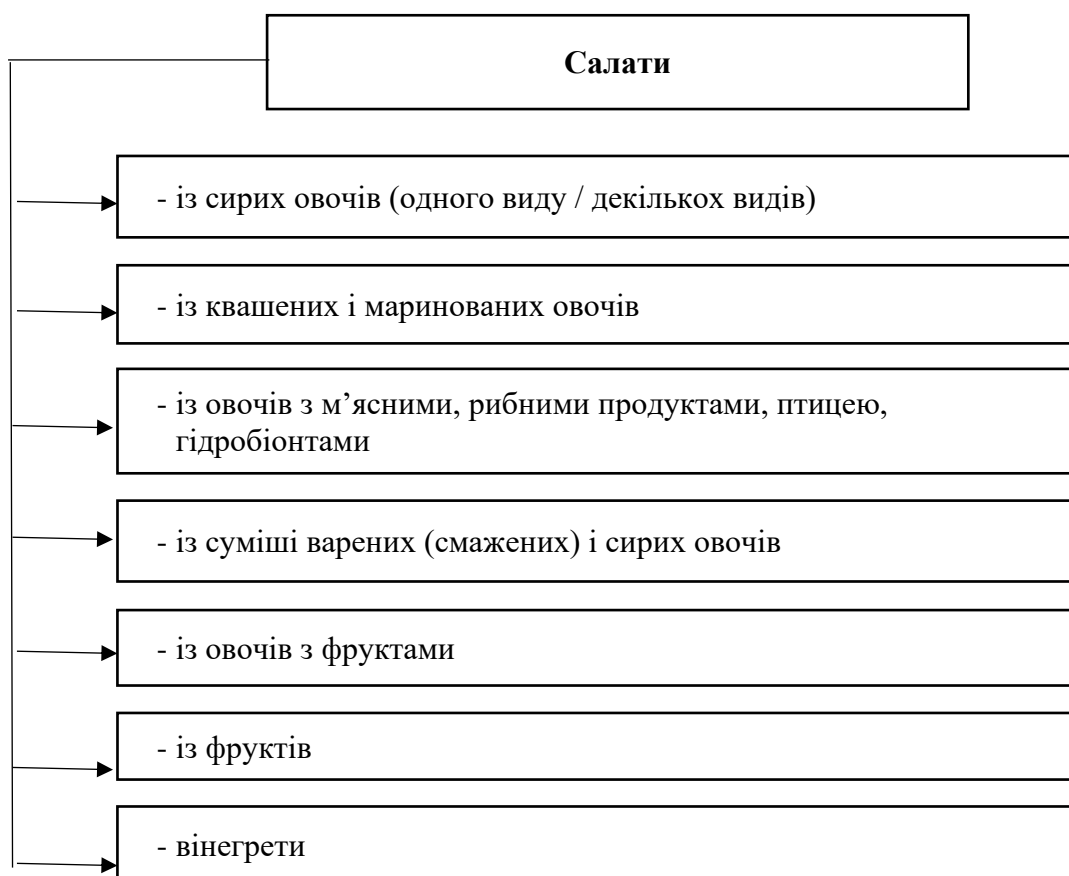 Салати
- із сирих овочів (одного виду / декількох видів)
- із квашених і маринованих овочів
- із овочів з м’ясними, рибними продуктами, птицею,
гідробіонтами
- із суміші варених (смажених) і сирих овочів
- із овочів з фруктами
- із фруктів
- вінегрети